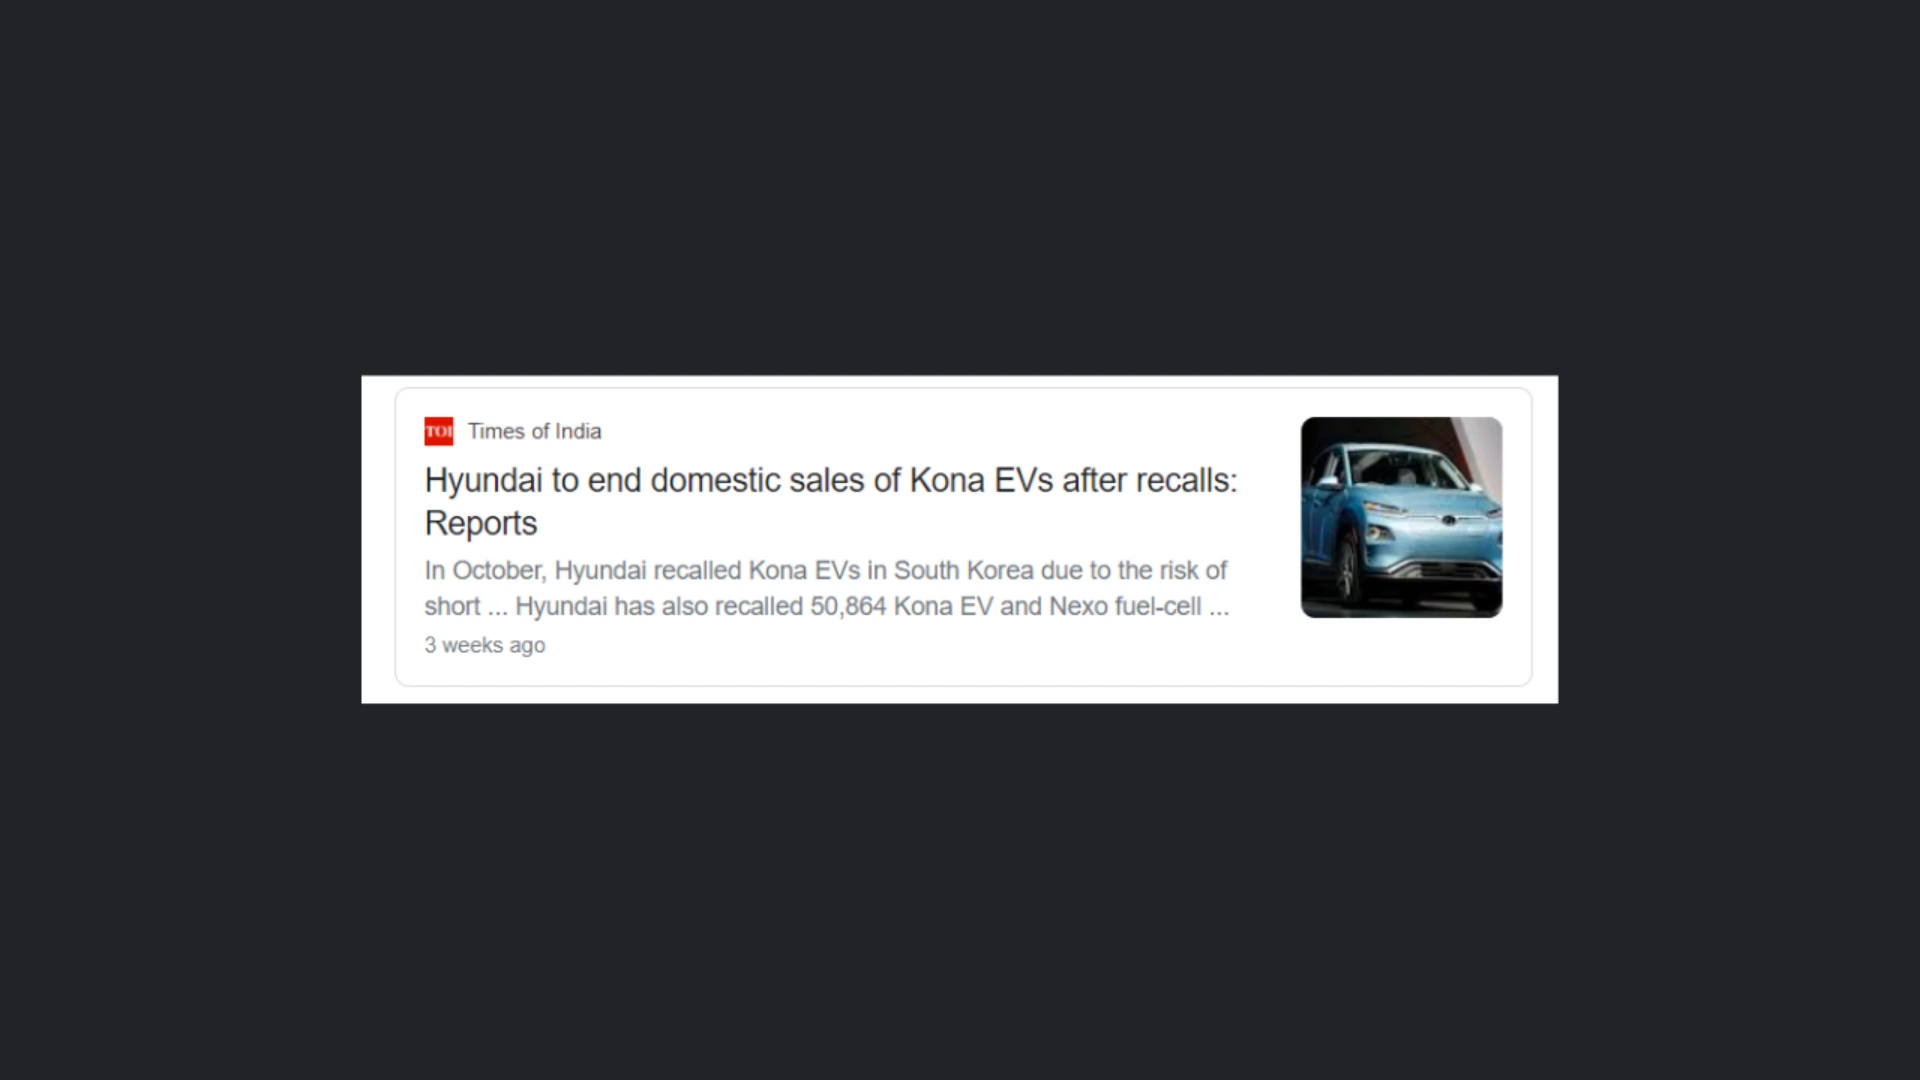 TOI Times of India
Hyundai to end domestic sales of Kona EVs after recalls:
Reports
In October, Hyundai recalled Kona EVs in South Korea due to the risk of
short ... Hyundai has also recalled 50,864 Kona EV and Nexo fuel-cell ...
3 weeks ago